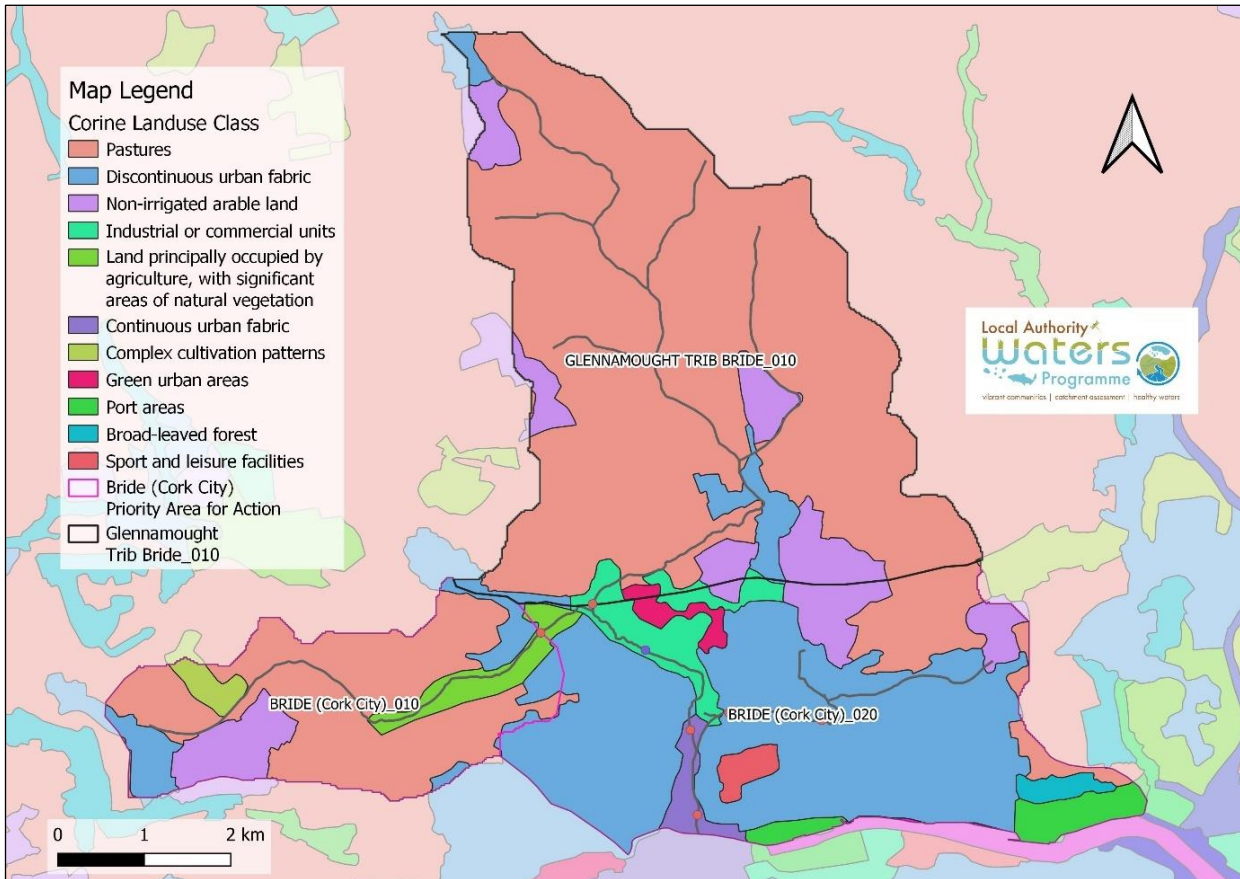 Map Legend
Corine Landuse Class
Pastures
Discontinuous urban fabric
Non-irrigated arable land
Industrial or commercial units
Land principally occupied by
agriculture, with significant
areas of natural vegetation
Continuous urban fabric
Complex cultivation patterns
Green urban areas
Port areas
Broad-leaved forest
Sport and leisure facilities
Bride (Cork City)
Priority Area for Action
Glennamought
Trib Bride_010
GLENNAMOUGHT TRIB BRIDE_010
Local Authority
waters
Programme
vibrant communities | catchment assessment | healthy waters
BRIDE (Cork City)_010
BRIDE (Cork City)_020
0 1 2 km